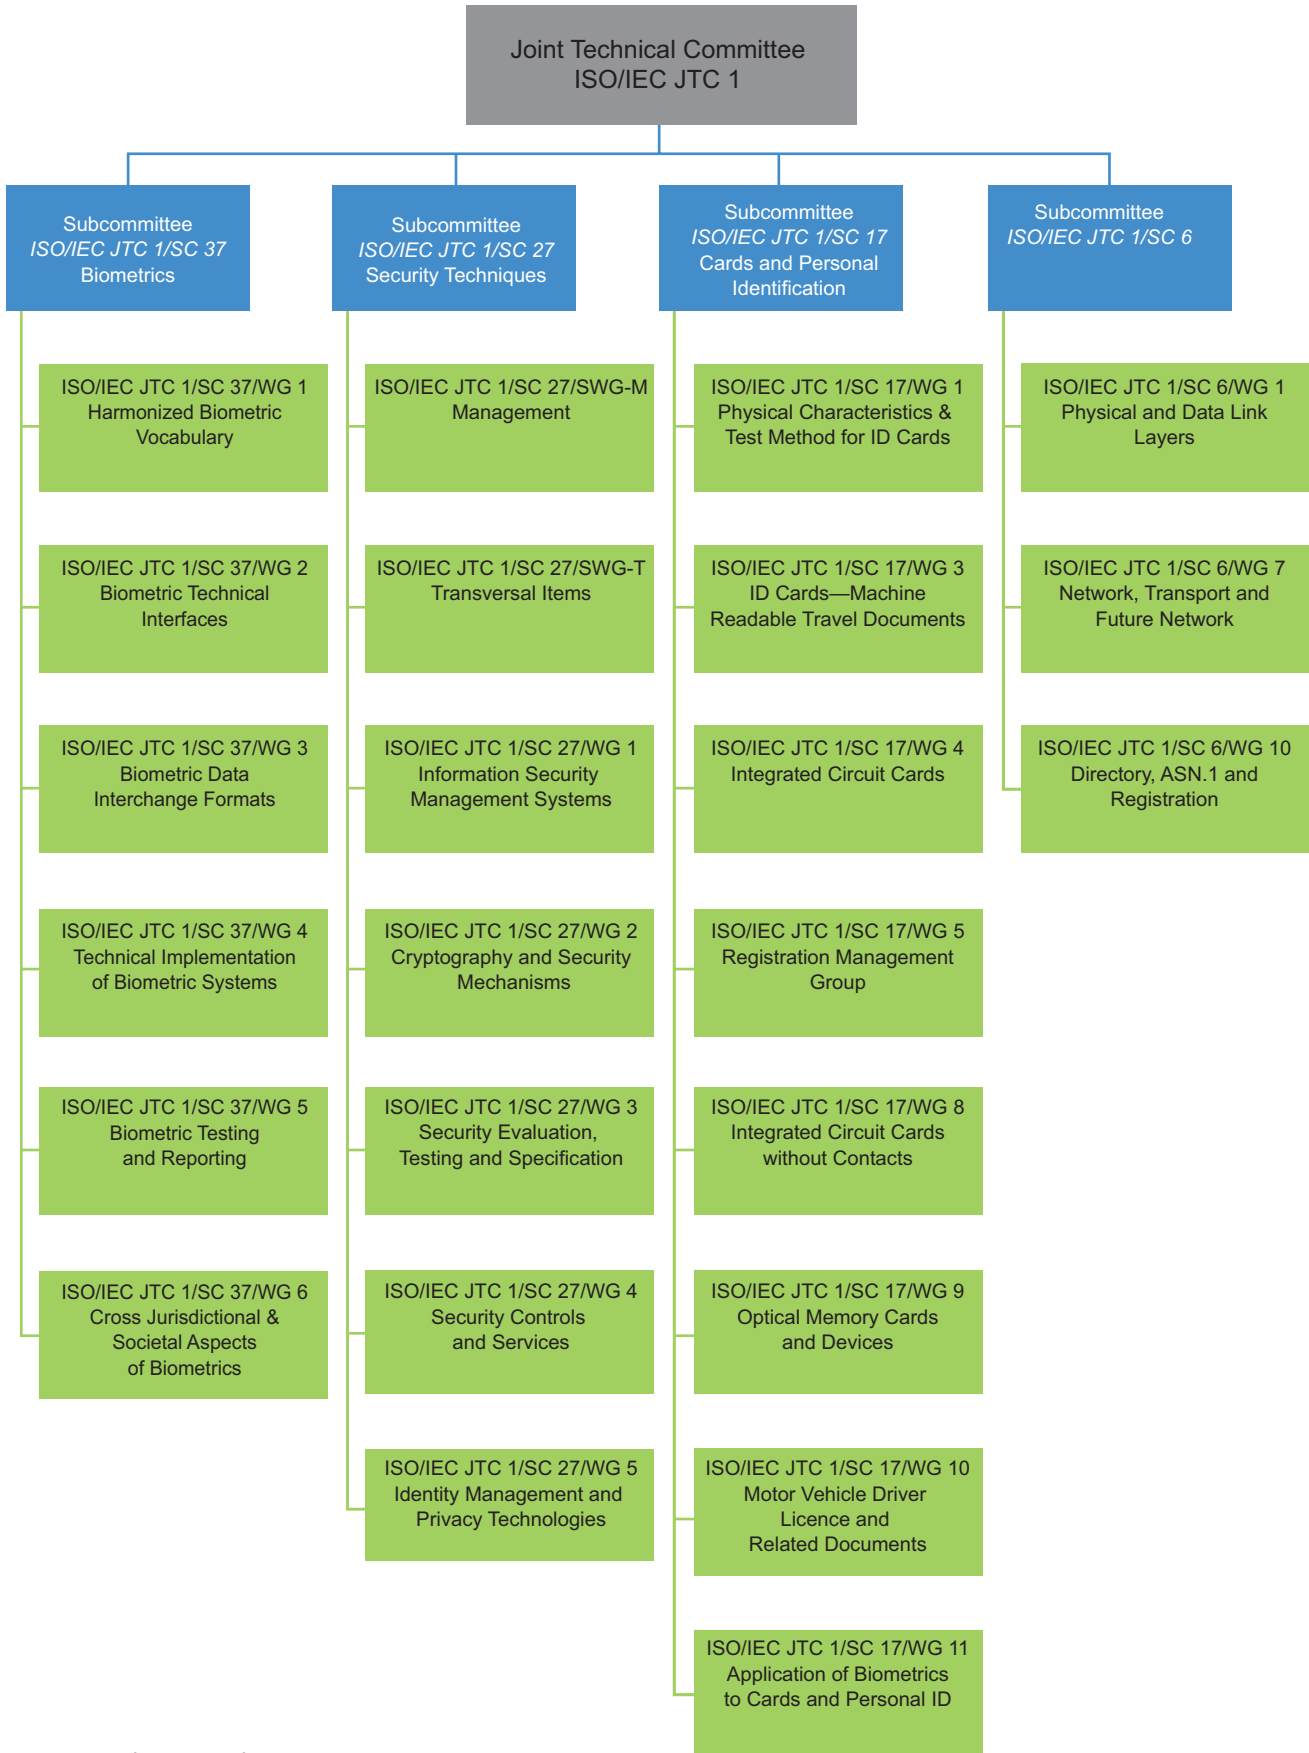 Joint Technical Committee
ISO/IEC JTC 1
Subcommittee
ISO/IEC JTC 1/SC 37
Biometrics
ISO/IEC JTC 1/SC 37/WG 1
Harmonized Biometric
Vocabulary
ISO/IEC JTC 1/SC 37/WG 2
Biometric Technical
Interfaces
ISO/IEC JTC 1/SC 37/WG 3
Biometric Data
Interchange Formats
ISO/IEC JTC 1/SC 37/WG 4
Technical Implementation
of Biometric Systems
ISO/IEC JTC 1/SC 37/WG 5
Biometric Testing
and Reporting
ISO/IEC JTC 1/SC 37/WG 6
Cross Jurisdictional &
Societal Aspects
of Biometrics
Subcommittee
ISO/IEC JTC 1/SC 27
Security Techniques
ISO/IEC JTC 1/SC 27/SWG-M
Management
ISO/IEC JTC 1/SC 27/SWG-T
Transversal Items
ISO/IEC JTC 1/SC 27/WG 1
Information Security
Management Systems
ISO/IEC JTC 1/SC 27/WG 2
Cryptography and Security
Mechanisms
ISO/IEC JTC 1/SC 27/WG 3
Security Evaluation,
Testing and Specification
ISO/IEC JTC 1/SC 27/WG 4
Security Controls
and Services
ISO/IEC JTC 1/SC 27/WG 5
Identity Management and
Privacy Technologies
Subcommittee
ISO/IEC JTC 1/SC 17
Cards and Personal
Identification
ISO/IEC JTC 1/SC 17/WG 1
Physical Characteristics &
Test Method for ID Cards
ISO/IEC JTC 1/SC 17/WG 3
ID Cards—Machine
Readable Travel Documents
ISO/IEC JTC 1/SC 17/WG 4
Integrated Circuit Cards
ISO/IEC JTC 1/SC 17/WG 5
Registration Management
Group
ISO/IEC JTC 1/SC 17/WG 8
Integrated Circuit Cards
without Contacts
ISO/IEC JTC 1/SC 17/WG 9
Optical Memory Cards
and Devices
ISO/IEC JTC 1/SC 17/WG 10
Motor Vehicle Driver
Licence and
Related Documents
ISO/IEC JTC 1/SC 17/WG 11
Application of Biometrics
to Cards and Personal ID
Subcommittee
ISO/IEC JTC 1/SC 6
ISO/IEC JTC 1/SC 6/WG 1
Physical and Data Link
Layers
ISO/IEC JTC 1/SC 6/WG 7
Network, Transport and
Future Network
ISO/IEC JTC 1/SC 6/WG 10
Directory, ASN.1 and
Registration